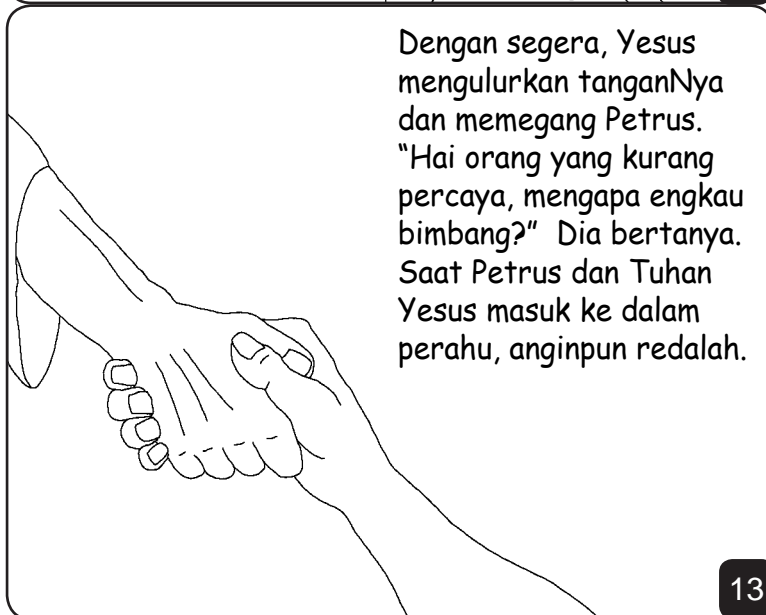 Dengan segera, Yesus
mengulurkan tanganNya
dan memegang Petrus.
“Hai orang yang kurang
percaya, mengapa engkau
bimbang?”  Dia bertanya.
Saat Petrus dan Tuhan
Yesus masuk ke dalam
perahu, anginpun redalah.
13